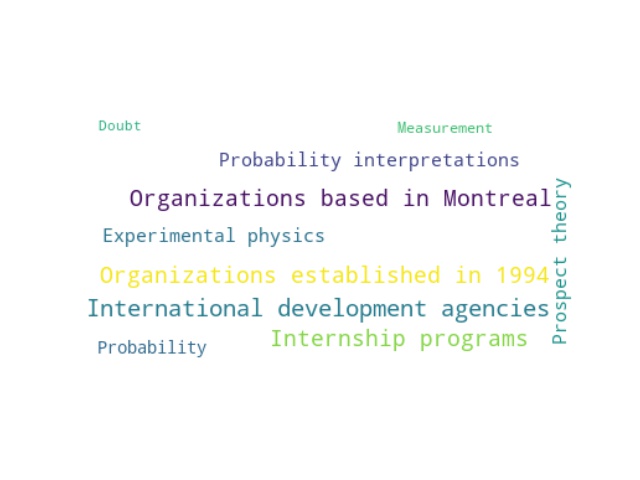 Doubt
Measurement
Probability interpretations
Organizations based in Montreal
Prospect theory
Experimental physics
Organizations established in 1994
International development agencies
Internship programs
Probability